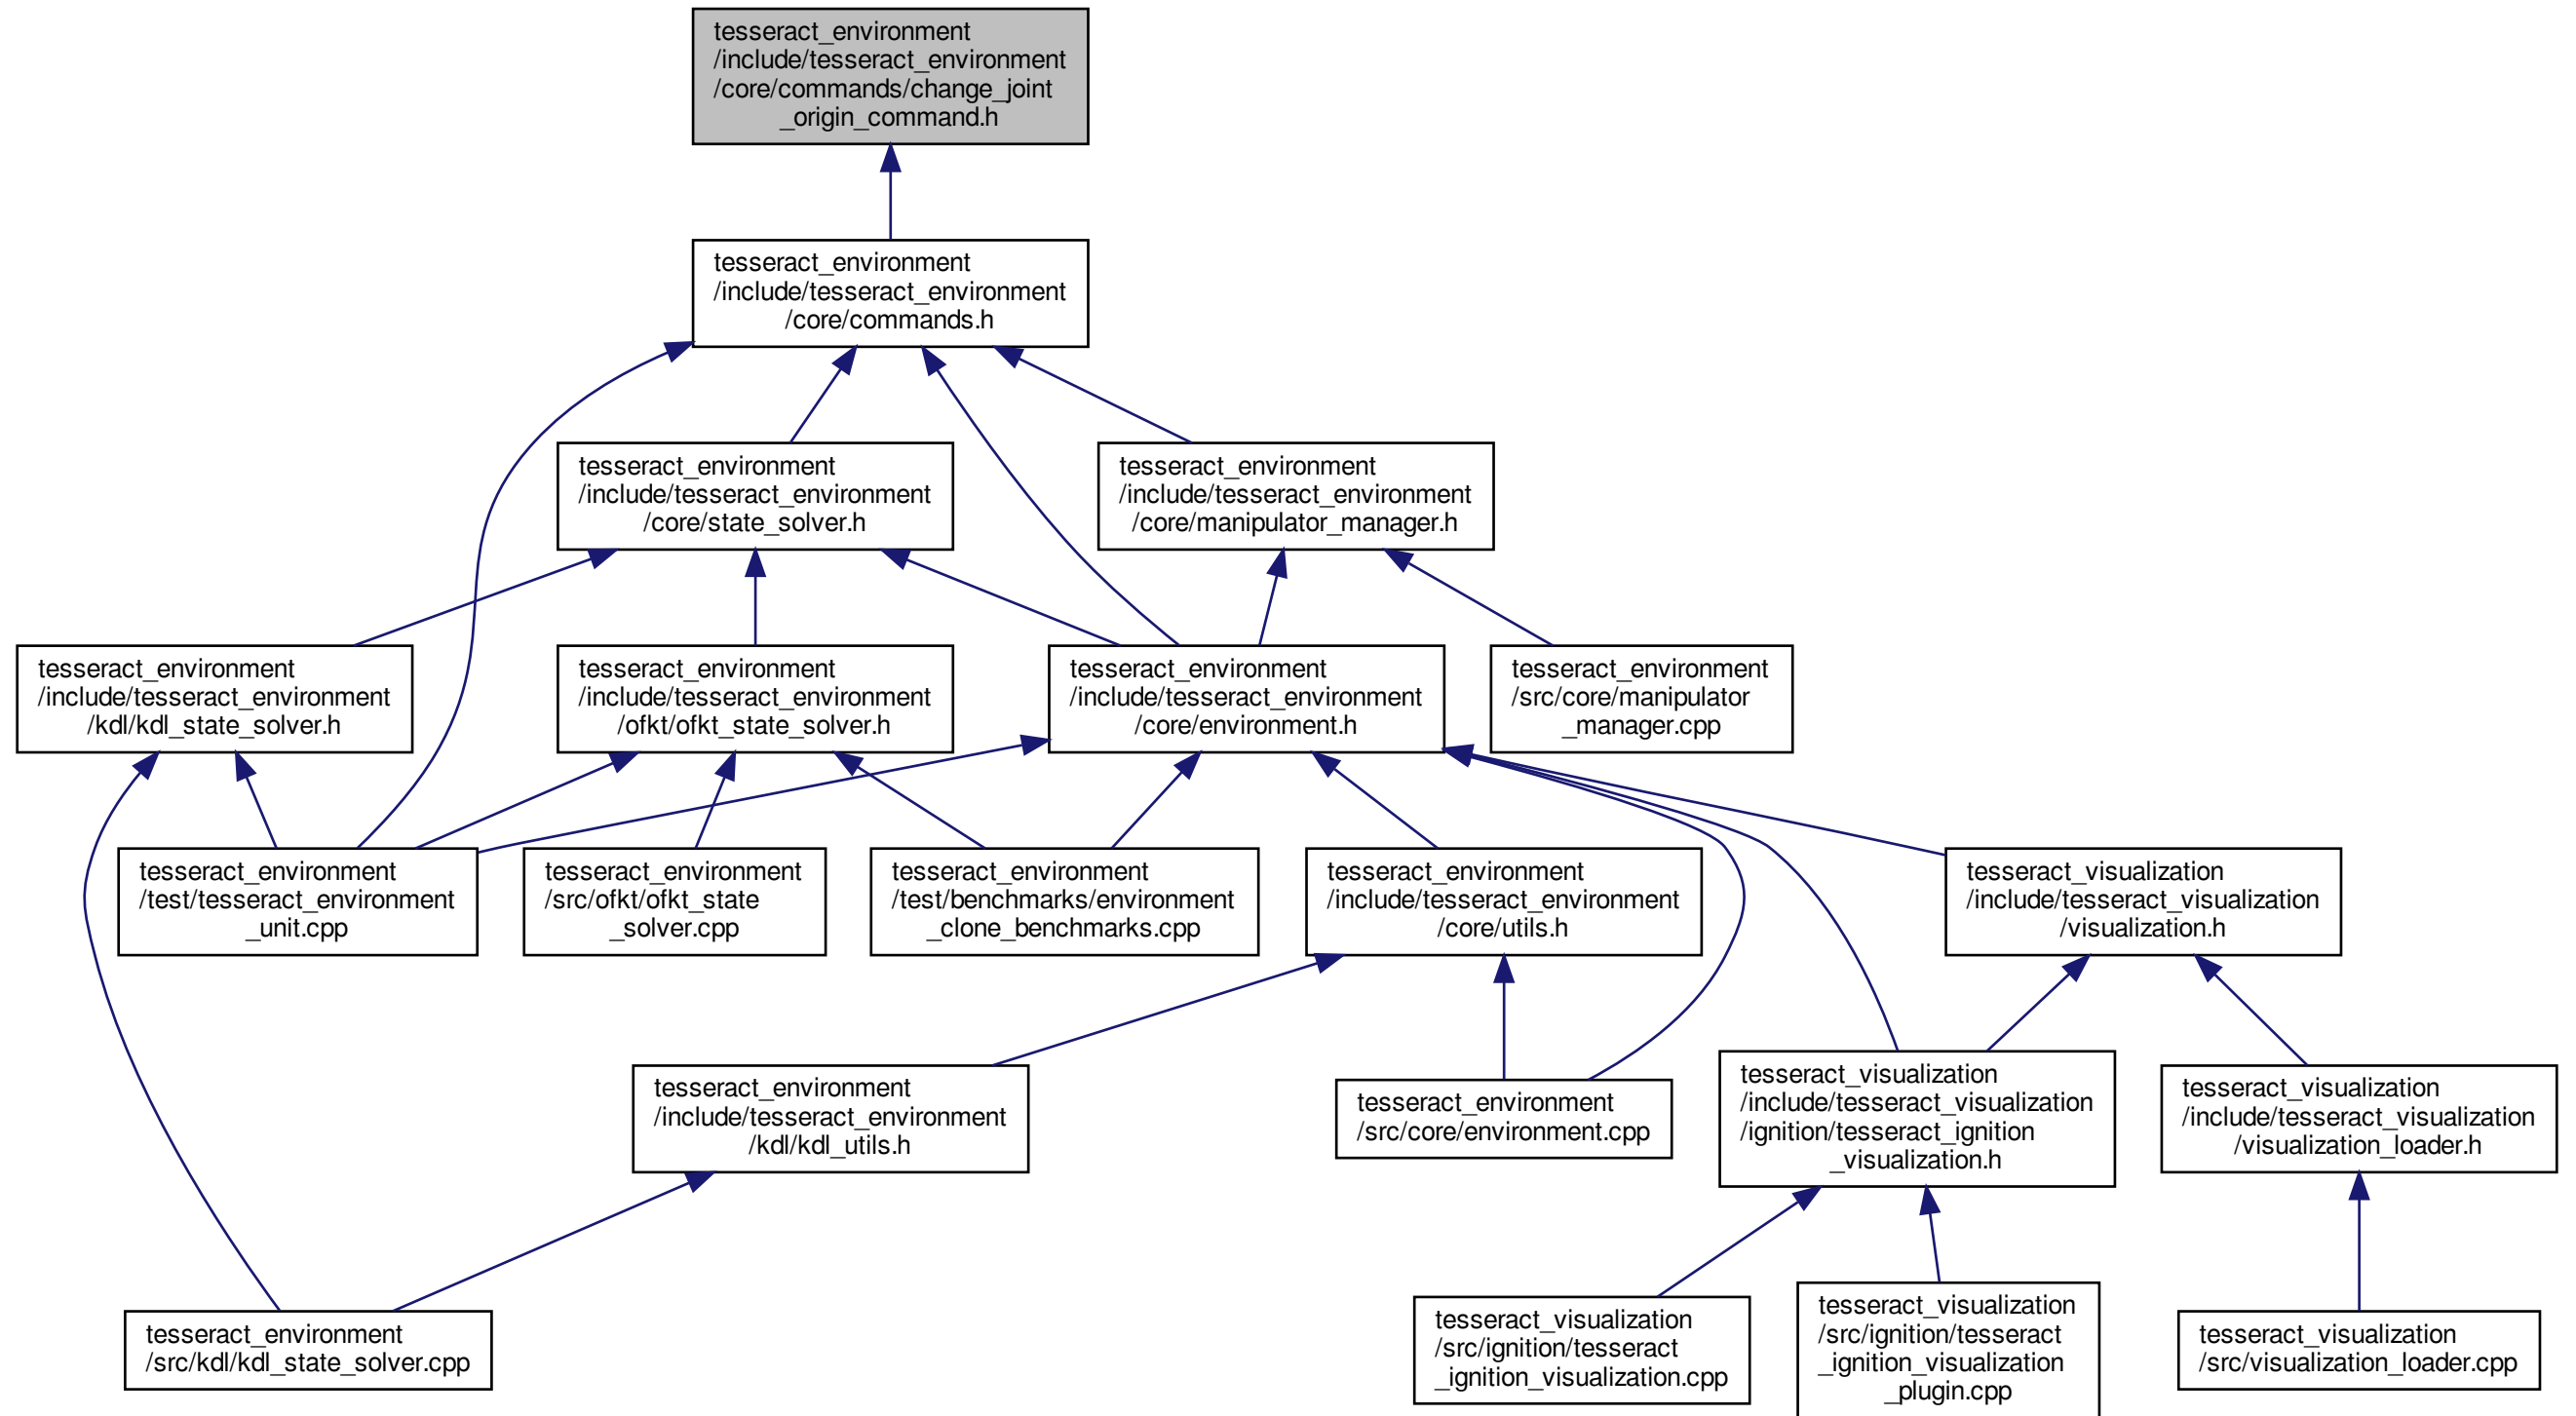 tesseract_environment
/include/tesseract_environment
/core/commands/change_joint
_origin_command.h
tesseract_environment
/include/tesseract_environment
/core/commands.h
tesseract_environment
/include/tesseract_environment
/core/state_solver.h
tesseract_environment
/include/tesseract_environment
/core/manipulator_manager.h
tesseract_environment
/include/tesseract_environment
/kdl/kdl_state_solver.h
tesseract_environment
/include/tesseract_environment
/ofkt/ofkt_state_solver.h
tesseract_environment
/include/tesseract_environment
/core/environment.h
tesseract_environment
/src/core/manipulator
_manager.cpp
tesseract_environment
/test/tesseract_environment
_unit.cpp
tesseract_environment
/src/ofkt/ofkt_state
_solver.cpp
tesseract_environment
/test/benchmarks/environment
_clone_benchmarks.cpp
tesseract_environment
/include/tesseract_environment
/core/utils.h
tesseract_visualization
/include/tesseract_visualization
/visualization.h
tesseract_environment
/include/tesseract_environment
/kdl/kdl_utils.h
tesseract_environment
/src/core/environment.cpp
tesseract_visualization
/include/tesseract_visualization
/ignition/tesseract_ignition
_visualization.h
tesseract_visualization
/include/tesseract_visualization
/visualization_loader.h
tesseract_environment
/src/kdl/kdl_state_solver.cpp
tesseract_visualization
/src/ignition/tesseract
_ignition_visualization.cpp
tesseract_visualization
/src/ignition/tesseract
_ignition_visualization
_plugin.cpp
tesseract_visualization
/src/visualization_loader.cpp